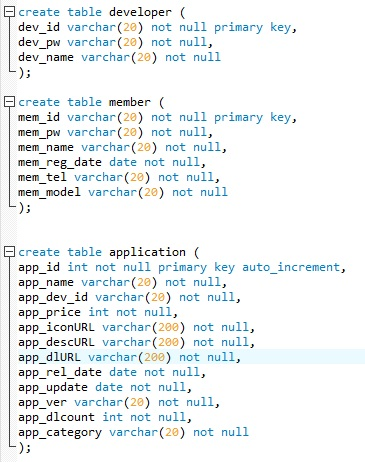 create table developer (
dev_id varchar(20) not null primary key,
dev_pw varchar(20) not null,
dev_name varchar(20) not null
);
create table member (
mem_id varchar(20) not null primary key,
mem_pw varchar(20) not null,
mem_name varchar(20) not null,
mem_reg_date date not null,
mem_tel varchar(20) not null,
mem_model varchar(20) not null
);
create table application (
app_id int not null primary key auto_increment,
app_name varchar(20) not null,
app_dev_id varchar(20) not null,
app_price int not null,
app_iconURL varchar(200) not null,
app_descURL varchar(200) not null,
app_dlURL varchar(200) not null,
app_rel_date date not null,
app_update date not null,
app_ver varchar(20) not null,
app_dlcount int not null,
app_category varchar(20) not null
);